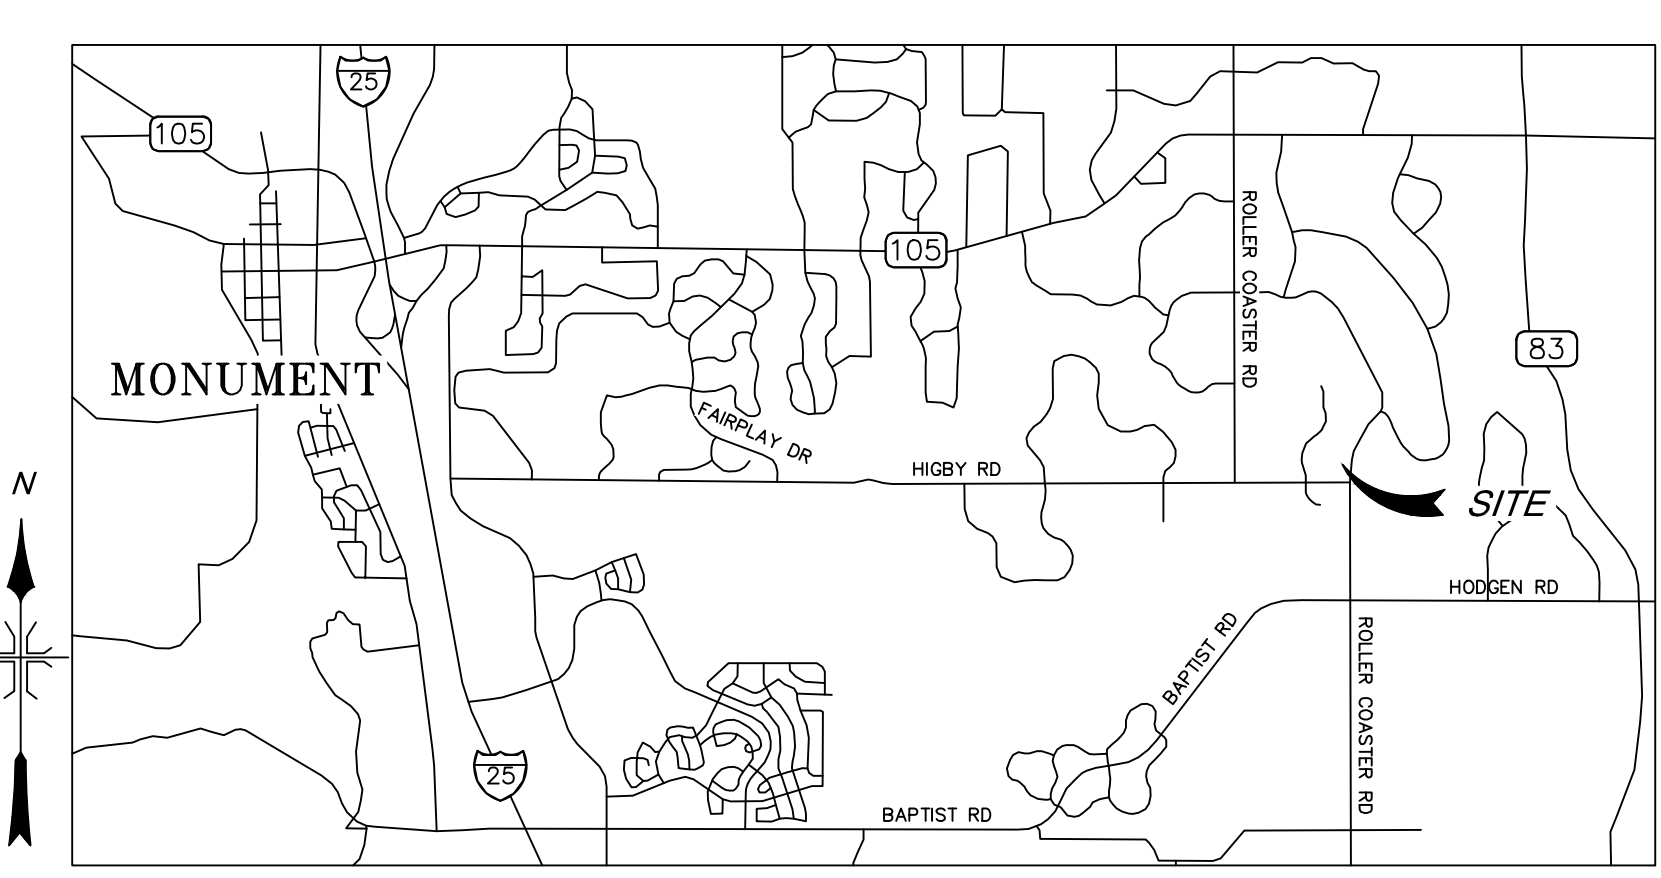 25
105
ROLLER COASTER RD
105
83
MONUMENT
FAIRPLAY DR
HIGBY RD
N
SITE
HODGEN RD
BAPTIST RD
ROLLER COASTER RD
25
BAPTIST RD